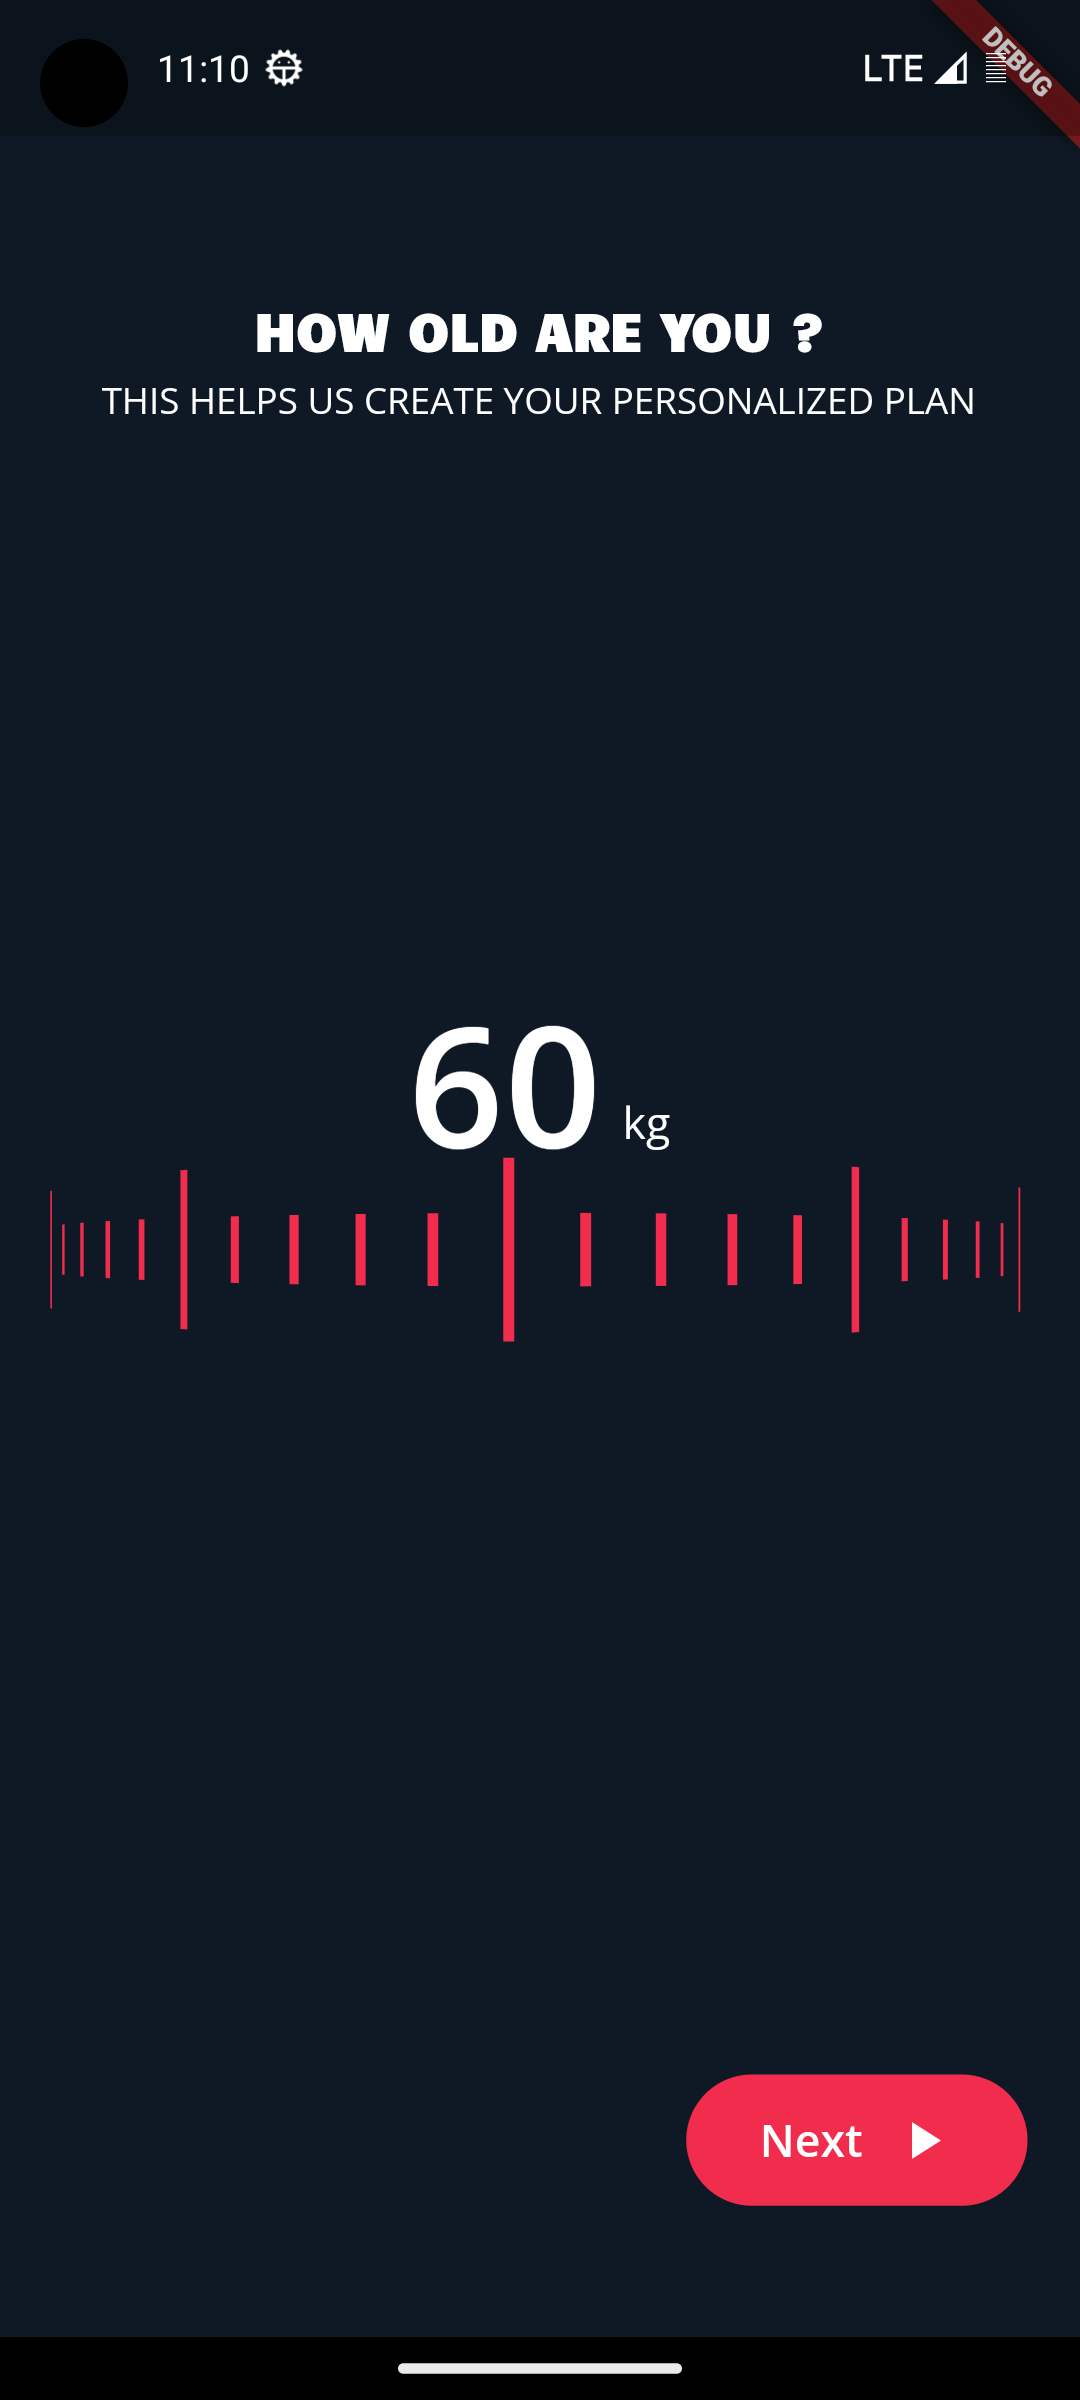 11:10
LTE
DEBUG
HOW OLD ARE YOU ?
THIS HELPS US CREATE YOUR PERSONALIZED PLAN
60 kg
Next